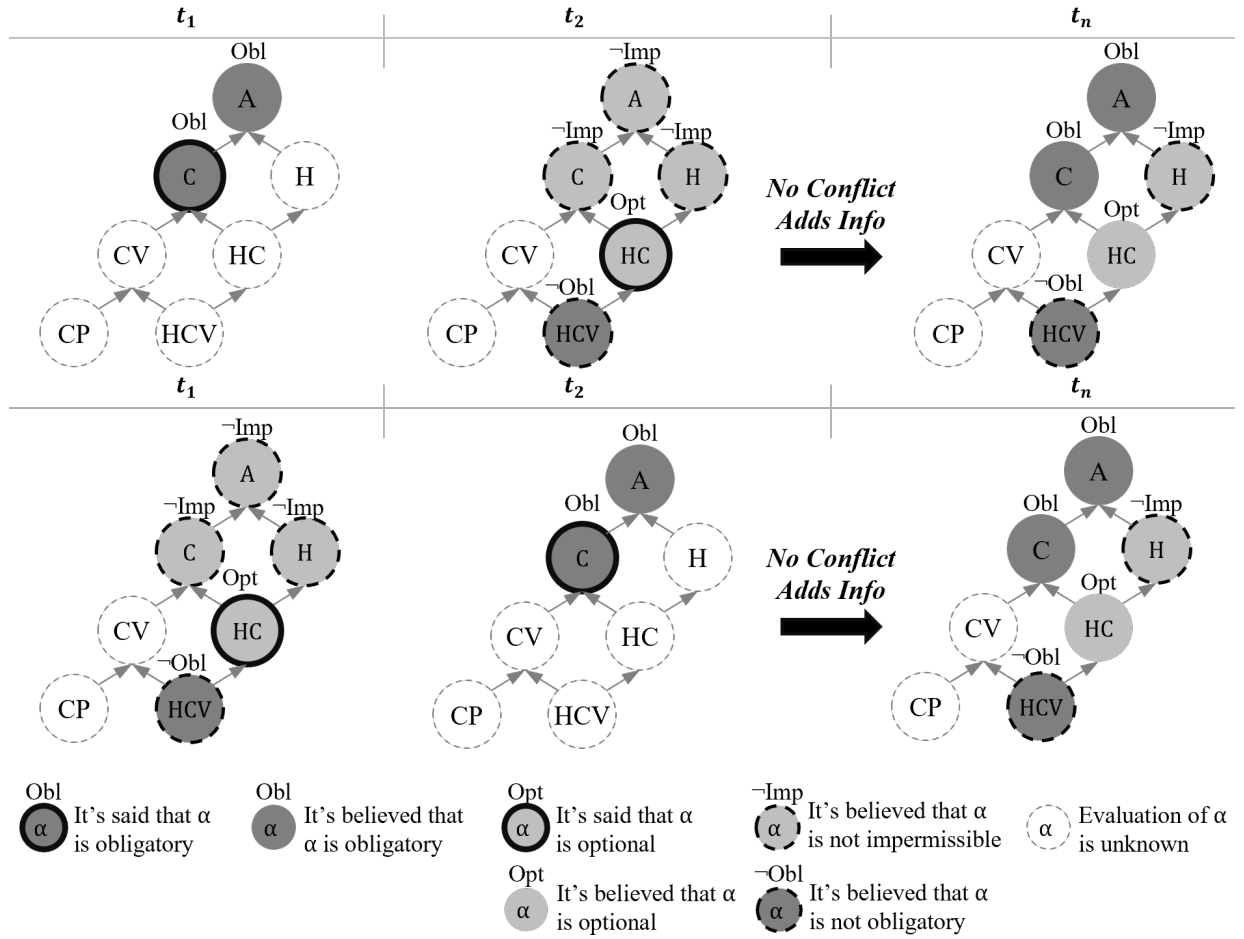 t₁ t₂ tₙ
Obl ¬Imp Obl
A A A
Obl ¬Imp ¬Imp Obl ¬Imp
C H C H No Conflict C H
Opt Adds Info Opt
CV HC CV HC CV HC
¬Obl ¬Obl
CP HCV CP HCV CP HCV
t₁ t₂ tₙ
¬Imp Obl Obl
A A A
¬Imp ¬Imp Obl Obl ¬Imp
C H C H No Conflict C H
Opt Adds Info Opt
CV HC CV HC CV HC
¬Obl ¬Obl
CP HCV CP HCV CP HCV
Obl Obl Opt ¬Imp
α It's said that α α It's believed that α It's said that α α It's believed that α α Evaluation of α
is obligatory α is obligatory is optional is not impermissible is unknown
Opt ¬Obl
α It's believed that α α It's believed that α
is optional is not obligatory